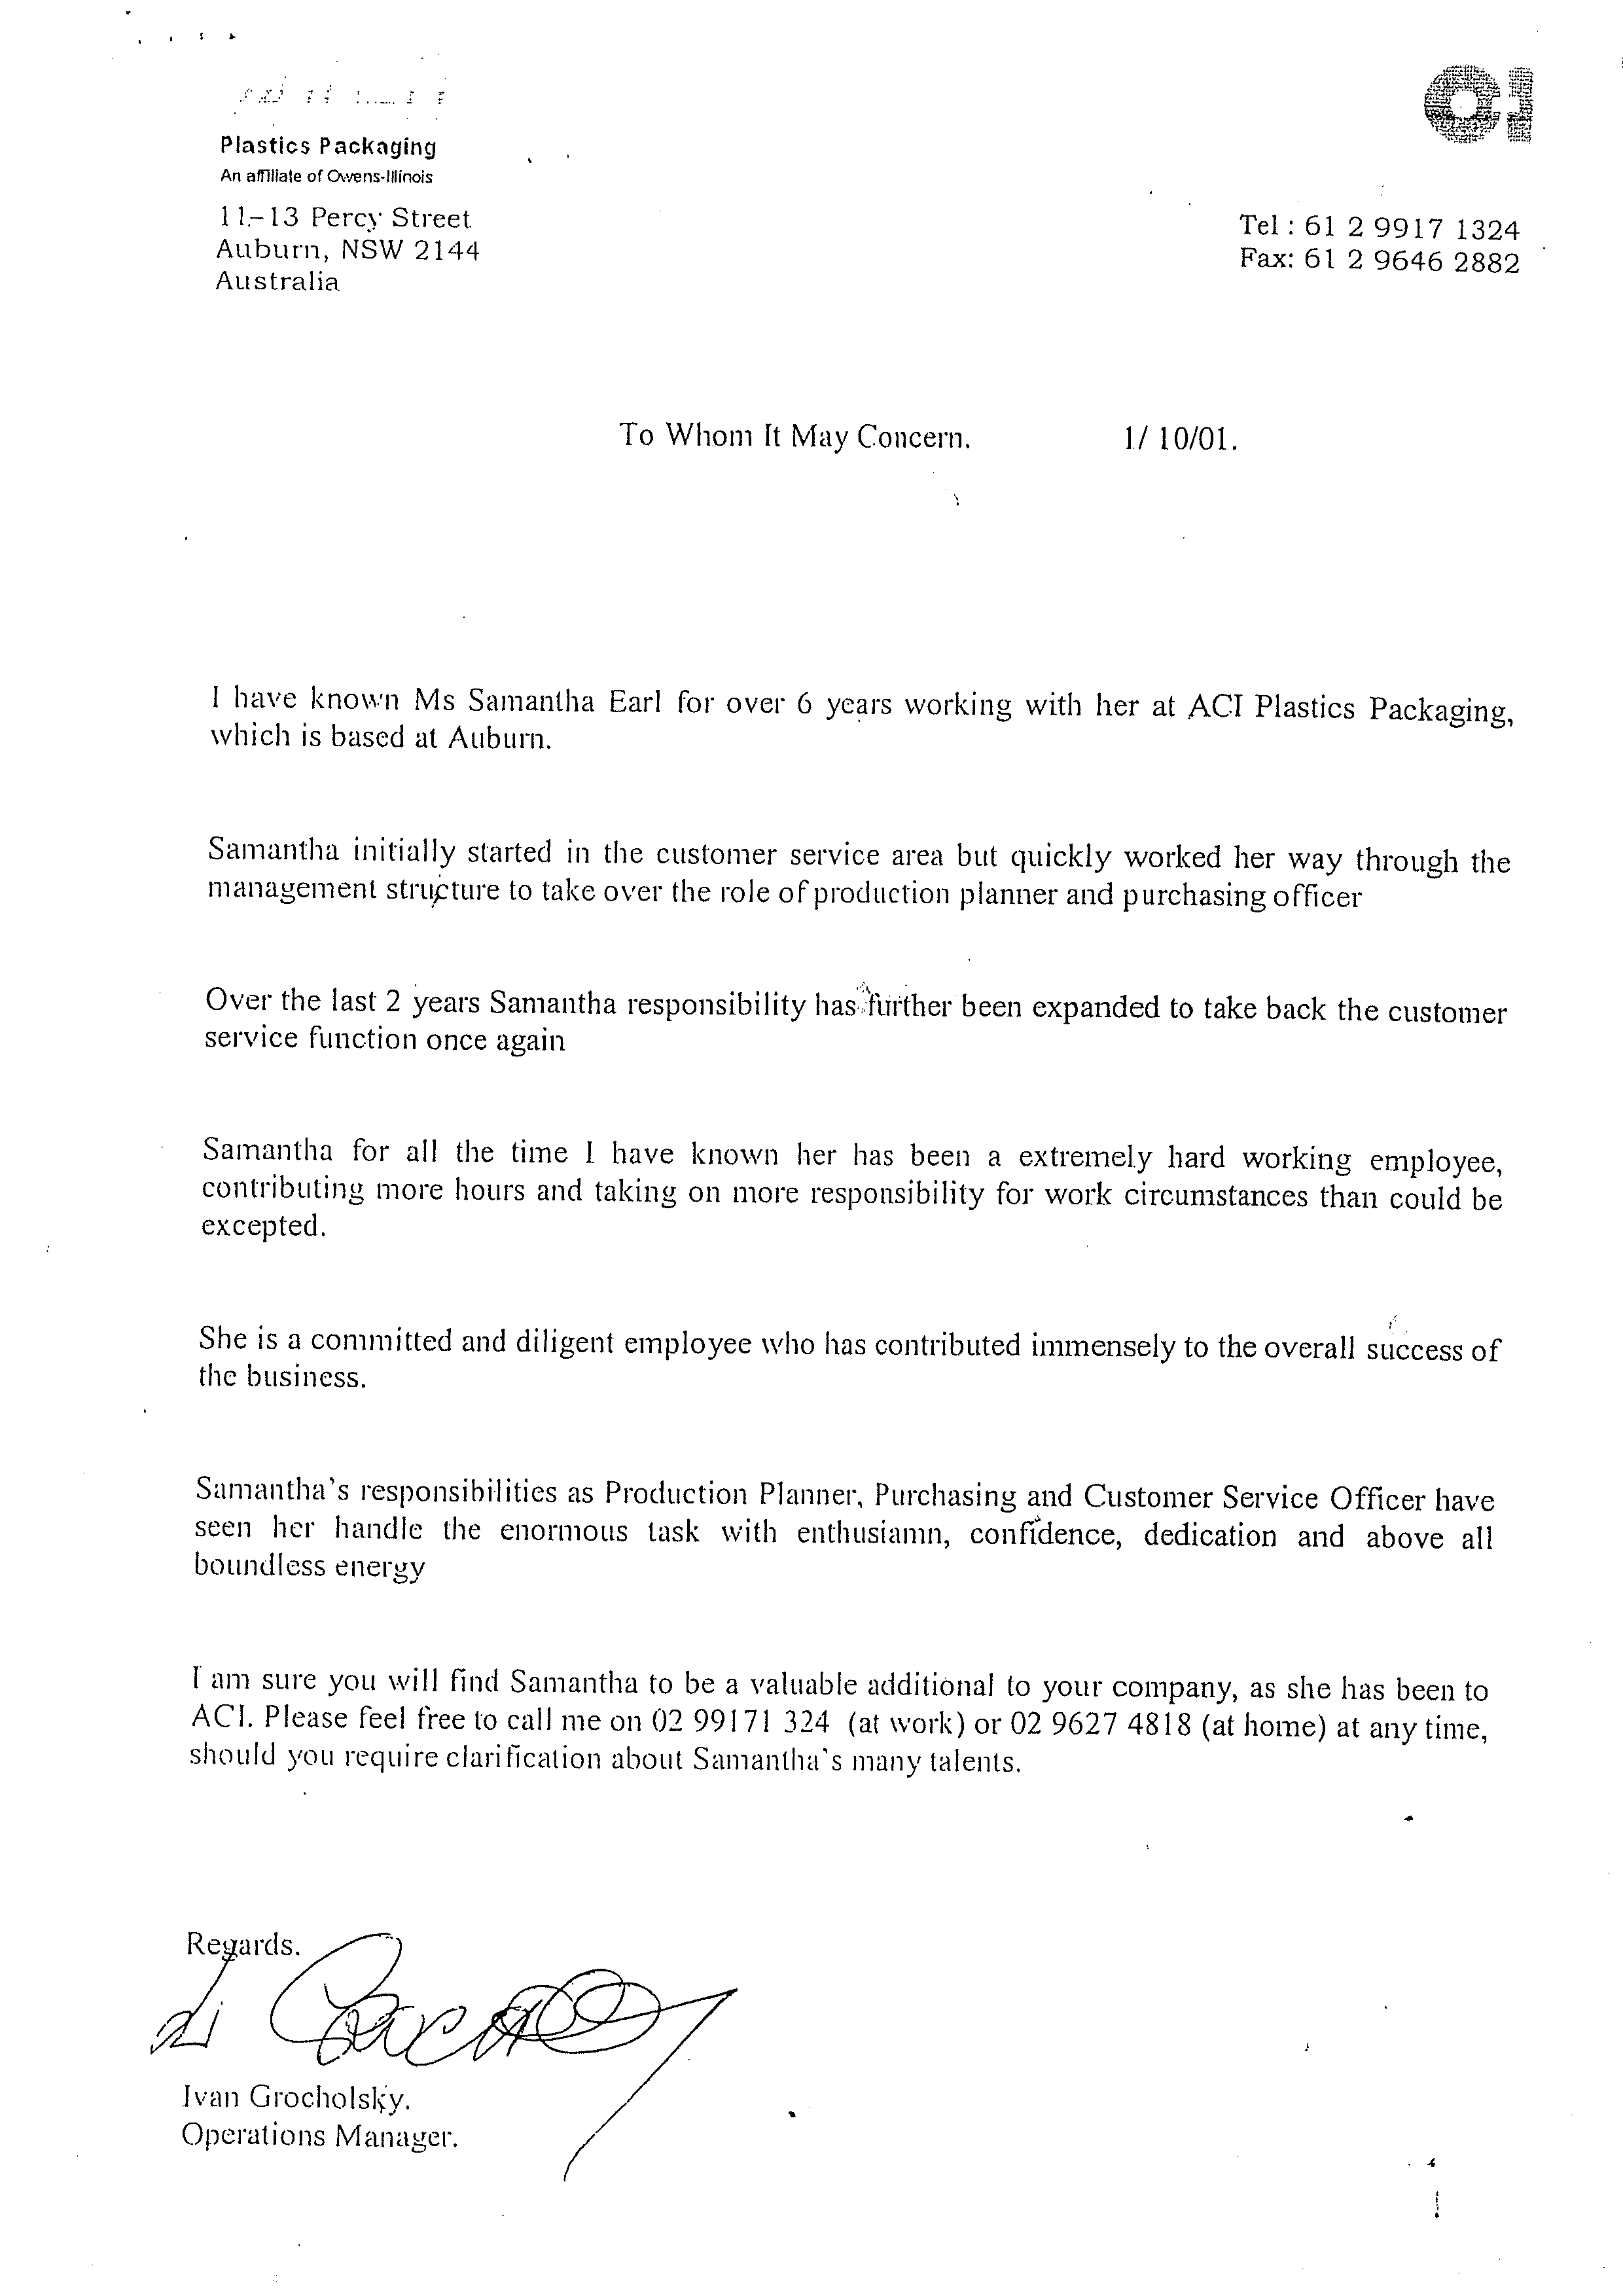 Plastics Packaging
An affiliate of Owens-Illinois
11-13 Percy Street
Auburn, NSW 2144
Australia
OI
Tel : 61 2 9917 1324
Fax: 61 2 9646 2882
To Whom It May Concern. 1/ 10/01.
I have known Ms Samantha Earl for over 6 years working with her at ACI Plastics Packaging,
which is based at Auburn.
Samantha initially started in the customer service area but quickly worked her way through the
management structure to take over the role of production planner and purchasing officer
Over the last 2 years Samantha responsibility has further been expanded to take back the customer
service function once again
Samantha for all the time I have known her has been a extremely hard working employee,
contributing more hours and taking on more responsibility for work circumstances than could be
excepted.
She is a committed and diligent employee who has contributed immensely to the overall success of
the business.
Samantha's responsibilities as Production Planner, Purchasing and Customer Service Officer have
seen her handle the enormous task with enthusiamn, confidence, dedication and above all
boundless energy
I am sure you will find Samantha to be a valuable additional to your company, as she has been to
ACI. Please feel free to call me on 02 99171 324 (at work) or 02 9627 4818 (at home) at any time,
should you require clarification about Samantha's many talents.
Regards.
Ivan Grocholsky.
Operations Manager.